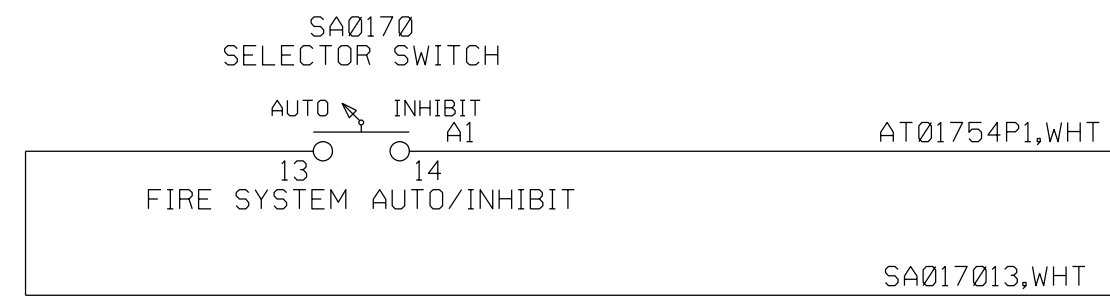 SAØ17Ø
SELECTOR SWITCH
AUTO INHIBIT
A1
ATØ1754P1,WHT
13 14
FIRE SYSTEM AUTO/INHIBIT
SAØ17Ø13,WHT